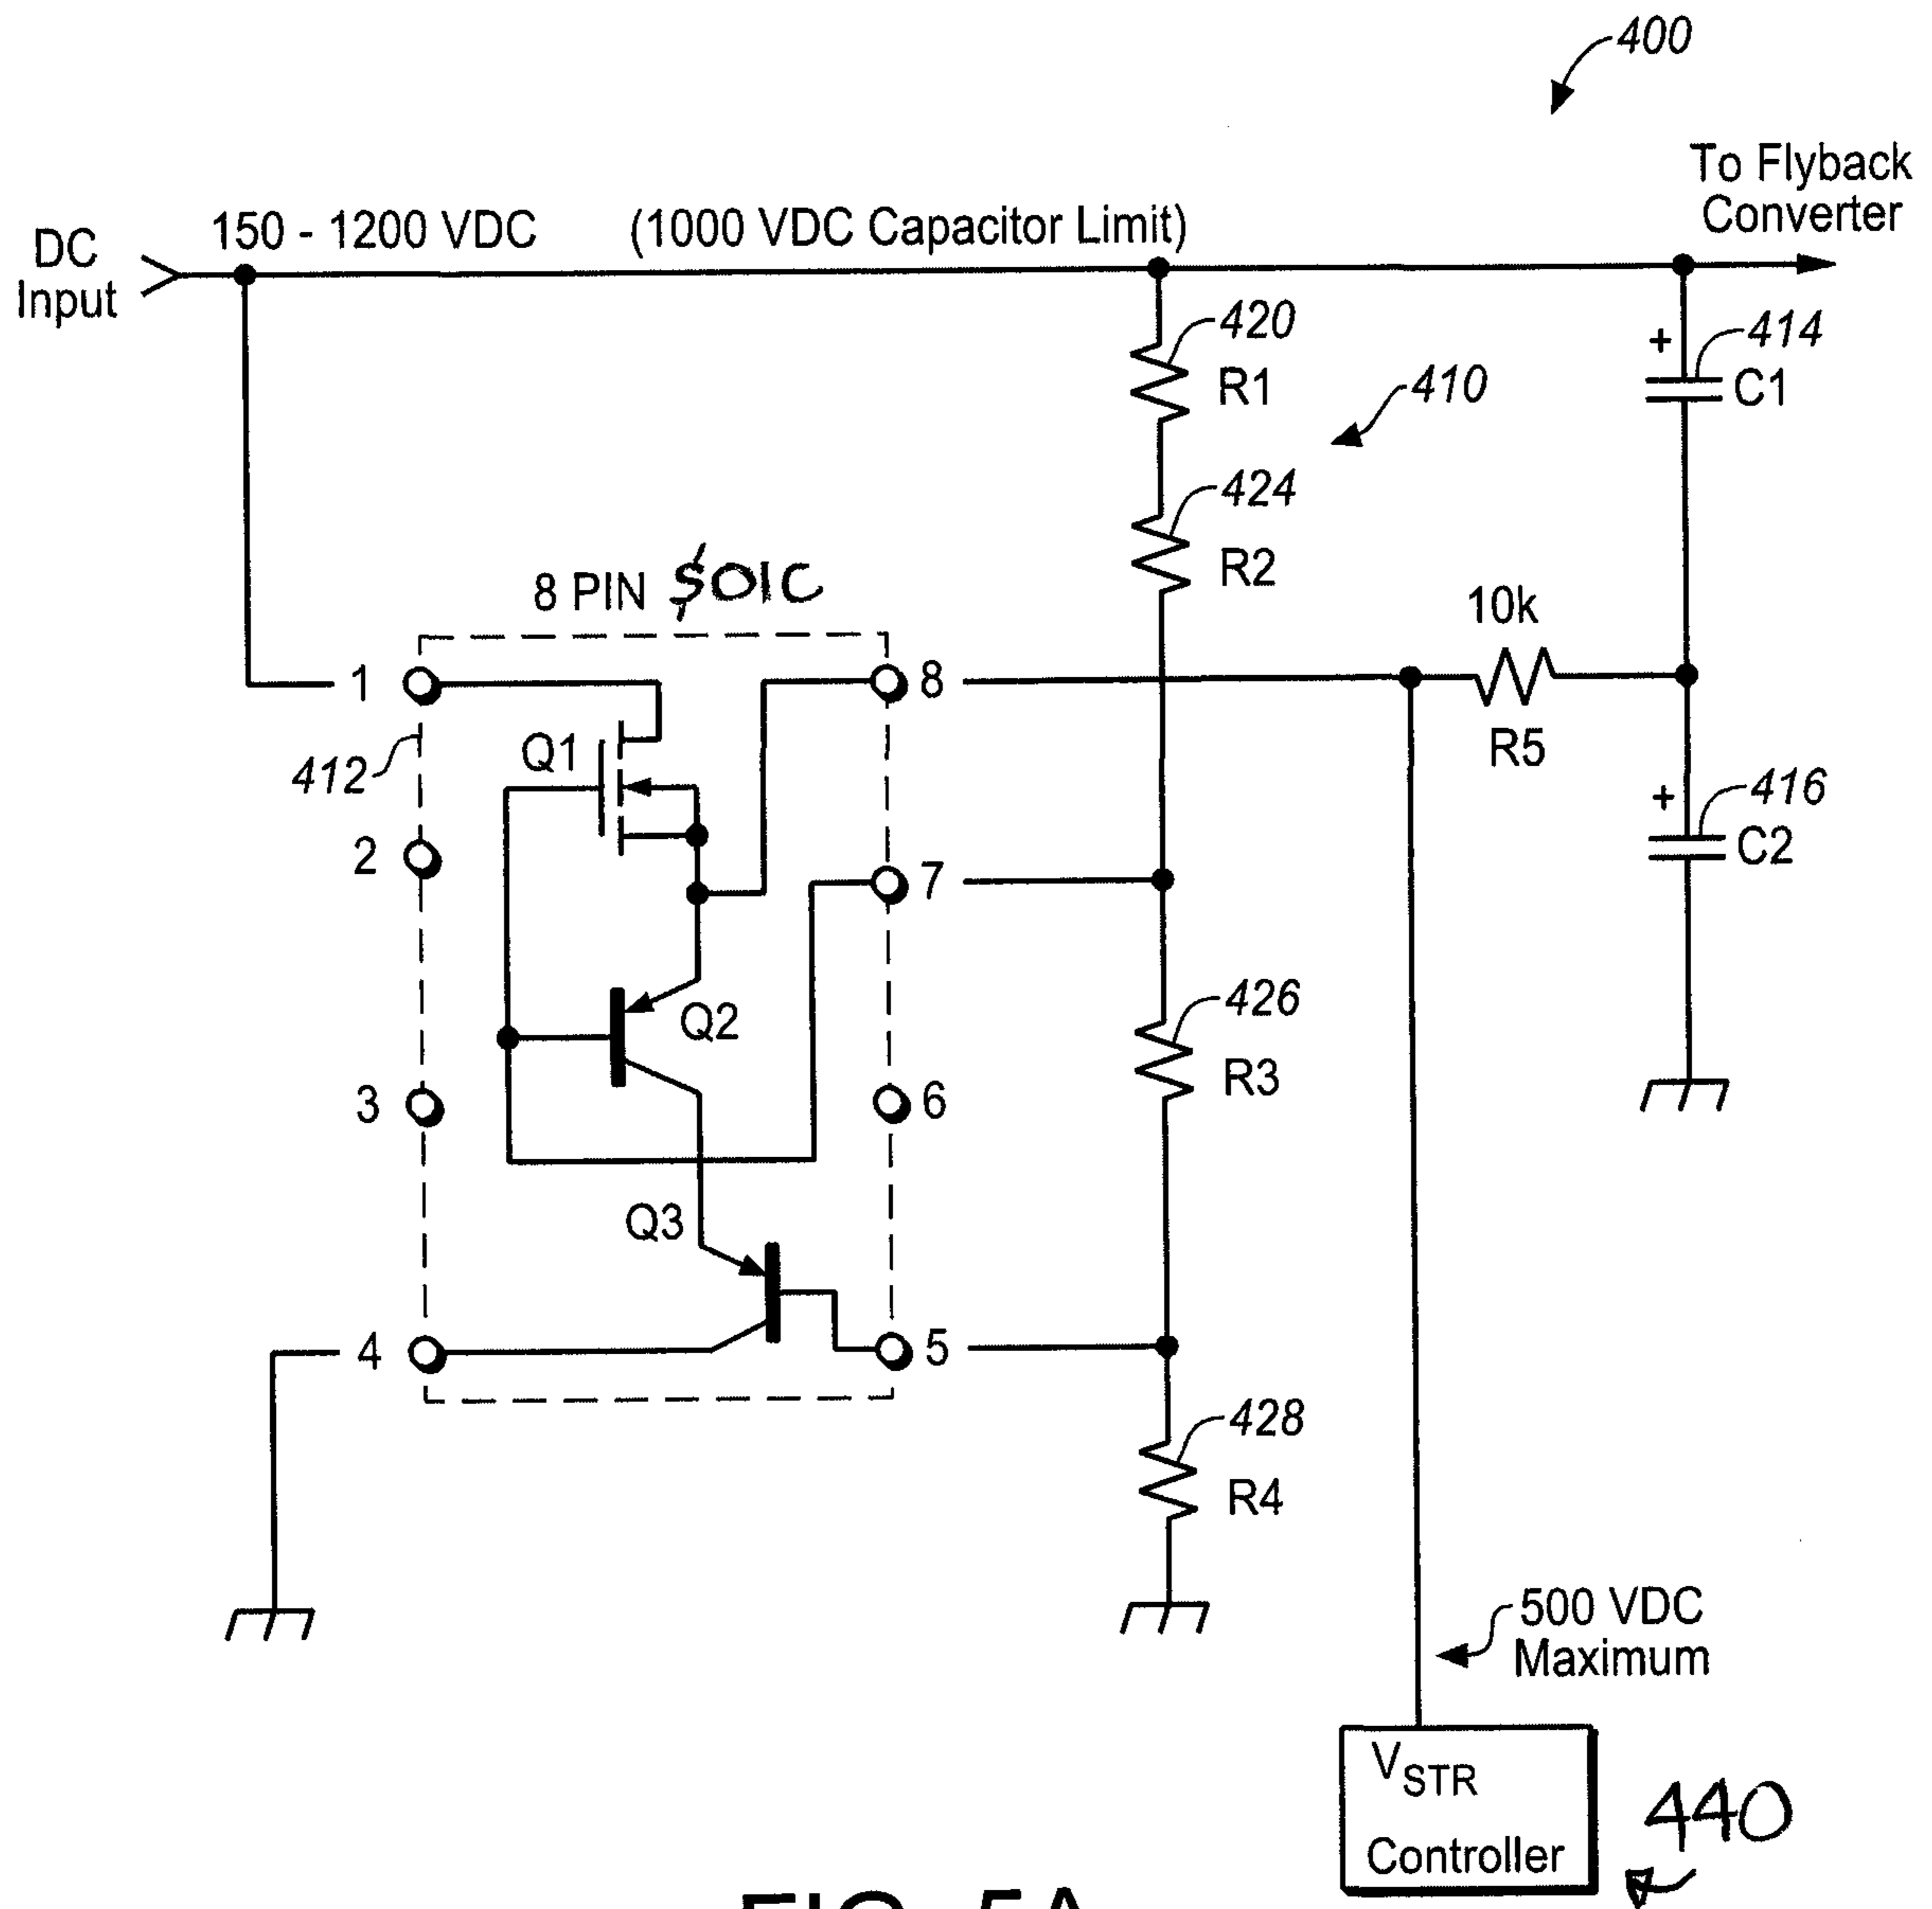 400
To Flyback
Converter
DC
Input
150 - 1200 VDC (1000 VDC Capacitor Limit)
420
R1
410
+
414
C1
424
R2
8 PIN SOIC
10k
R5
1
8
412
Q1
2
7
+
416
C2
Q2
426
R3
3
6
Q3
4
5
428
R4
500 VDC
Maximum
VSTR
Controller
440
FIG. 5A